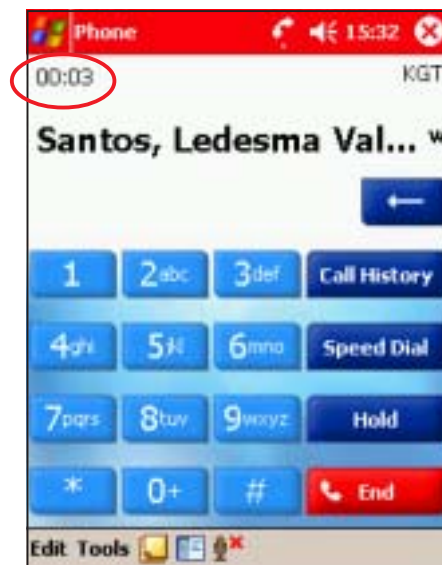 Phone 15:32
00:03 KGT
Santos, Ledesma Val... w
1 2abc 3def Call History
4ghi 5jkl 6mno Speed Dial
7pqrs 8tuv 9wxyz Hold
* 0+ # End
Edit Tools